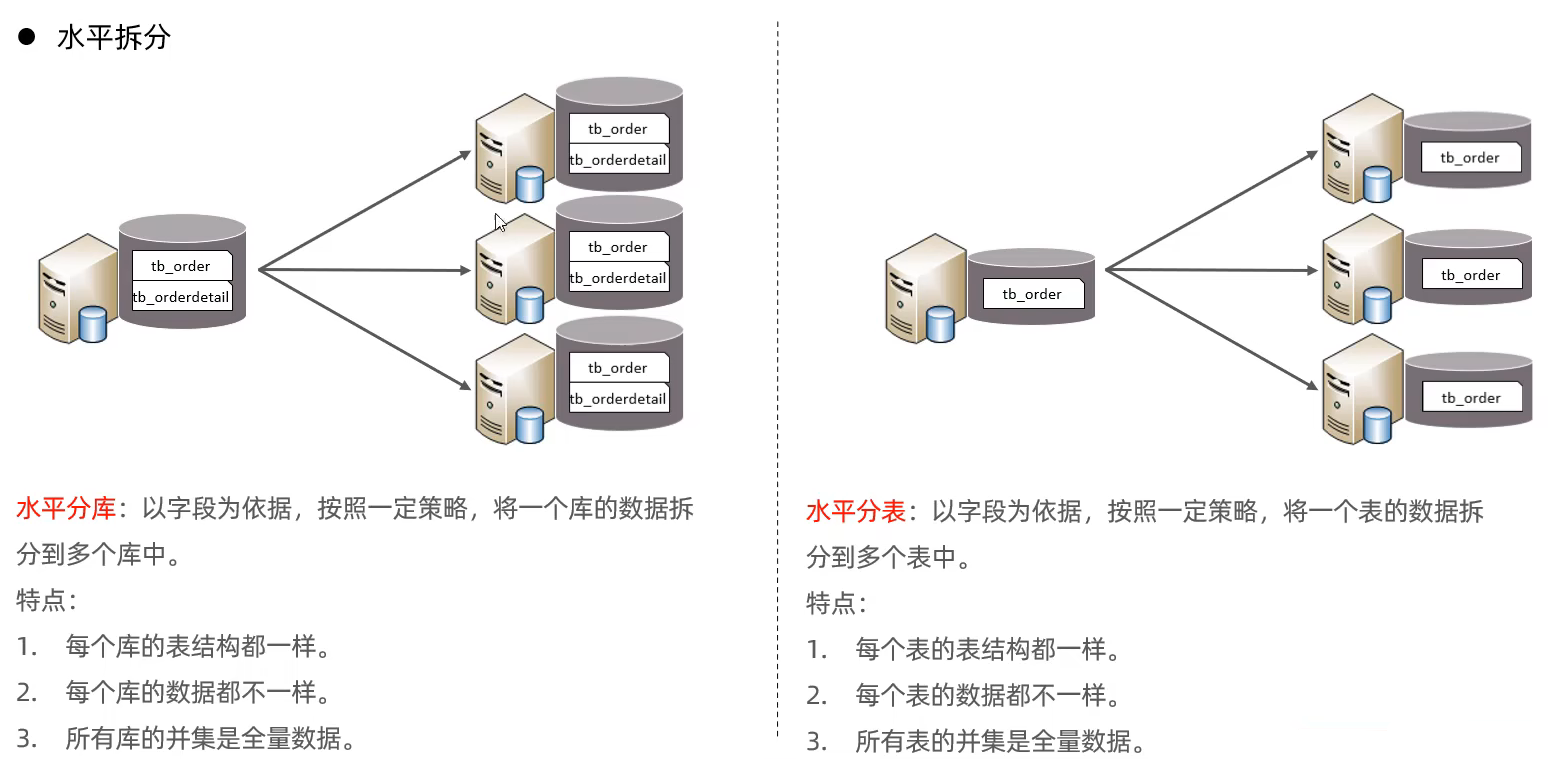 ● 水平拆分
tb_order
tb_orderdetail
tb_order
tb_orderdetail
tb_order
tb_orderdetail
tb_order
tb_orderdetail
水平分库：以字段为依据，按照一定策略，将一个库的数据拆
分到多个库中。
特点：
1. 每个库的表结构都一样。
2. 每个库的数据都不一样。
3. 所有库的并集是全量数据。
tb_order
tb_order
tb_order
tb_order
水平分表：以字段为依据，按照一定策略，将一个表的数据拆
分到多个表中。
特点：
1. 每个表的表结构都一样。
2. 每个表的数据都不一样。
3. 所有表的并集是全量数据。